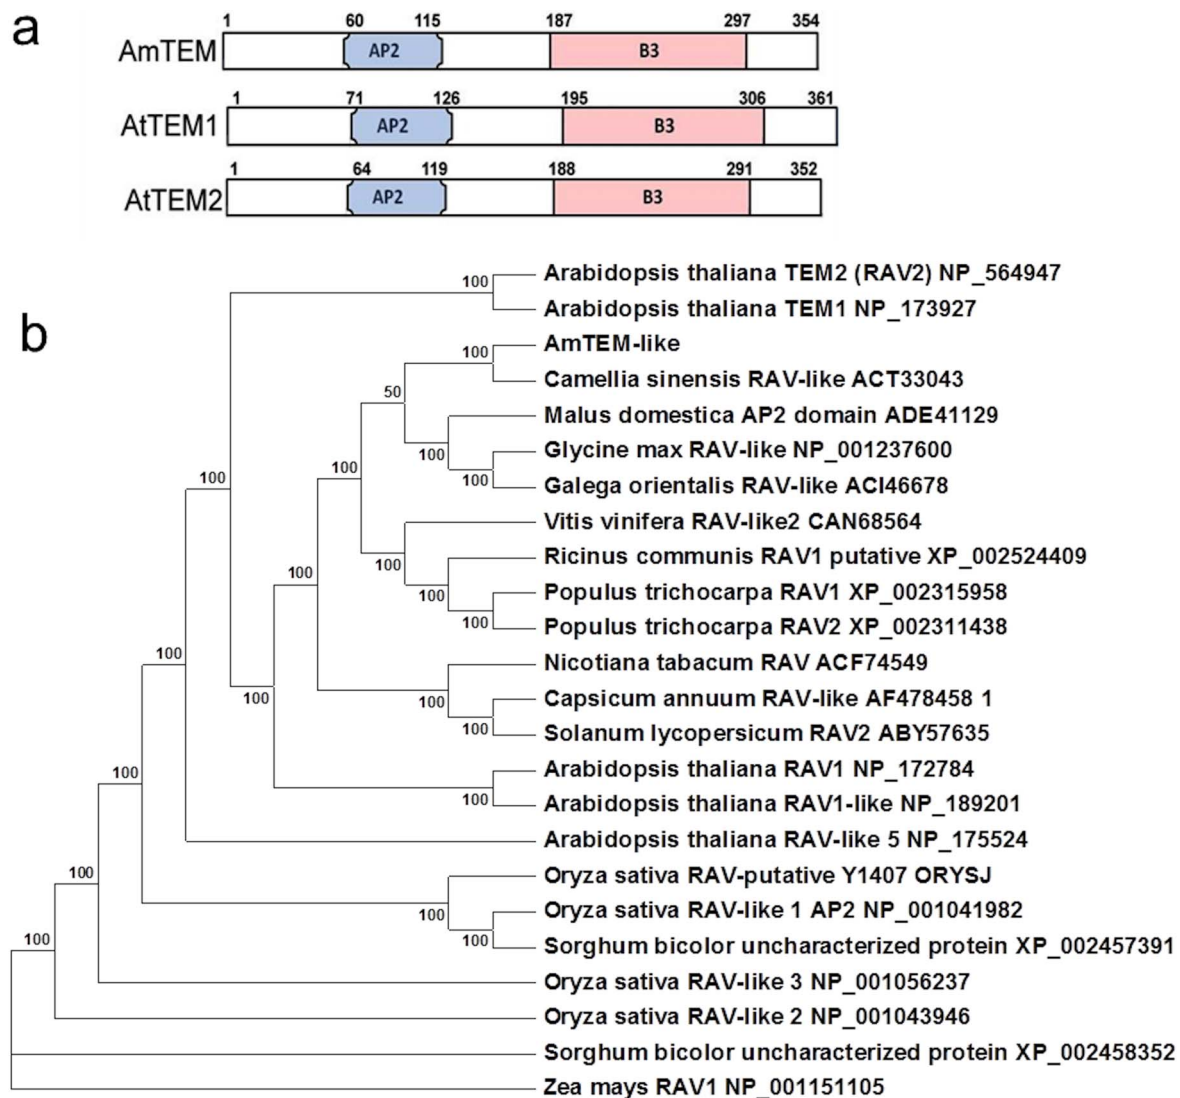 a
1 60 115 187 297 354
AmTEM AP2 B3
1 71 126 195 306 361
AtTEM1 AP2 B3
1 64 119 188 291 352
AtTEM2 AP2 B3
b
100 Arabidopsis thaliana TEM2 (RAV2) NP_564947
Arabidopsis thaliana TEM1 NP_173927
100 AmTEM-like
Camellia sinensis RAV-like ACT33043
50
Malus domestica AP2 domain ADE41129
100 Glycine max RAV-like NP_001237600
100
100 100 Galega orientalis RAV-like ACI46678
Vitis vinifera RAV-like2 CAN68564
100 Ricinus communis RAV1 putative XP_002524409
100 100 Populus trichocarpa RAV1 XP_002315958
100 Populus trichocarpa RAV2 XP_002311438
100
Nicotiana tabacum RAV ACF74549
100 100 Capsicum annuum RAV-like AF478458 1
100 Solanum lycopersicum RAV2 ABY57635
100 Arabidopsis thaliana RAV1 NP_172784
100 Arabidopsis thaliana RAV1-like NP_189201
Arabidopsis thaliana RAV-like 5 NP_175524
100 Oryza sativa RAV-putative Y1407 ORYSJ
100 Oryza sativa RAV-like 1 AP2 NP_001041982
100 100 Sorghum bicolor uncharacterized protein XP_002457391
Oryza sativa RAV-like 3 NP_001056237
Oryza sativa RAV-like 2 NP_001043946
Sorghum bicolor uncharacterized protein XP_002458352
Zea mays RAV1 NP_001151105